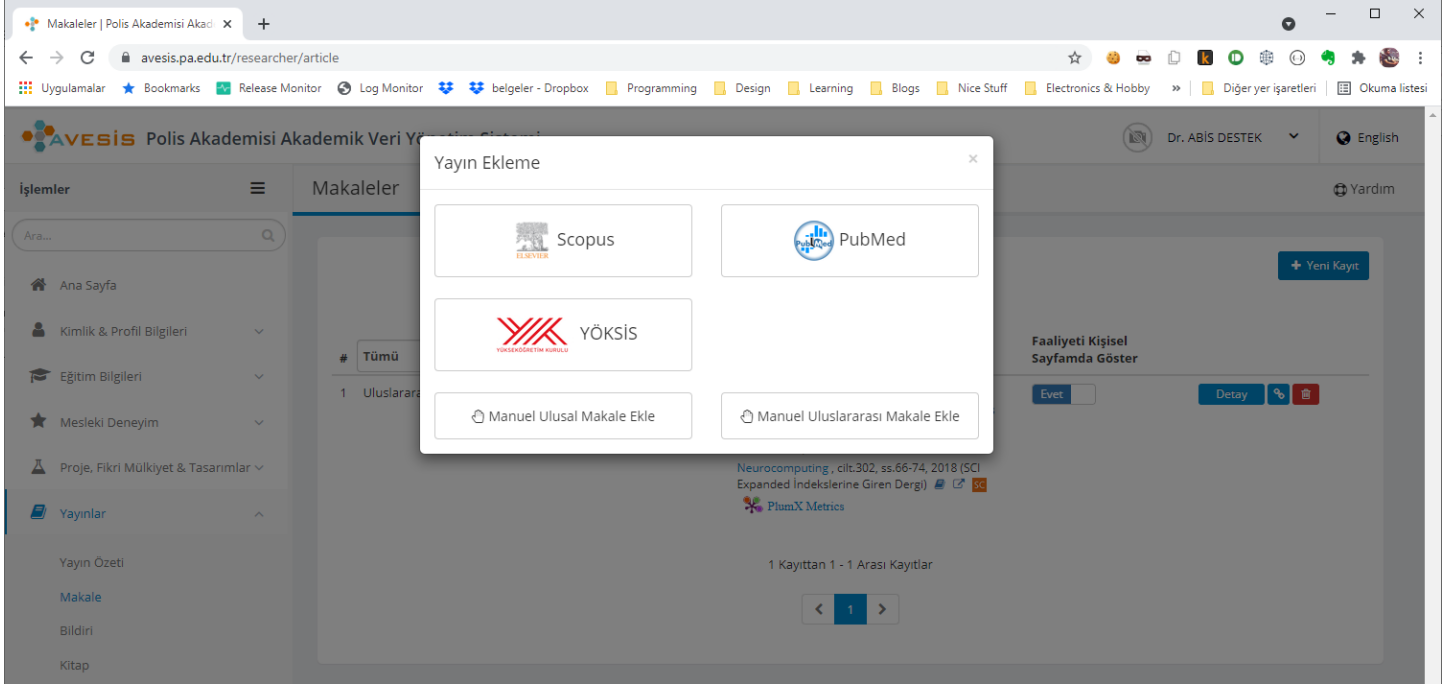 Makaleler | Polis Akademisi Akad
avesis.pa.edu.tr/researcher/article
Uygulamalar Bookmarks Release Monitor Log Monitor belgeler - Dropbox Programming Design Learning Blogs Nice Stuff Electronics & Hobby » Diğer yer işaretleri Okuma listesi
AVESİS Polis Akademisi Akademik Veri Yönetim Sistemi
Dr. ABİS DESTEK
English
İşlemler
Makaleler
Yardım
Ara...
Yayın Ekleme
×
Scopus
ELSEVIER
PubMed
PubMed
YÖKSİS
YÜKSEKÖĞRETİM KURULU
Manuel Ulusal Makale Ekle
Manuel Uluslararası Makale Ekle
+ Yeni Kayıt
Ana Sayfa
Kimlik & Profil Bilgileri
Eğitim Bilgileri
Mesleki Deneyim
Proje, Fikri Mülkiyet & Tasarımlar
Yayınlar
Yayın Özeti
Makale
Bildiri
Kitap
# Tümü
Faaliyeti Kişisel
Sayfamda Göster
1 Uluslarara
Evet
Detay
Neurocomputing , cilt.302, ss.66-74, 2018 (SCI
Expanded İndekslerine Giren Dergi) SC
PlumX Metrics
1 Kayıttan 1 - 1 Arası Kayıtlar
1